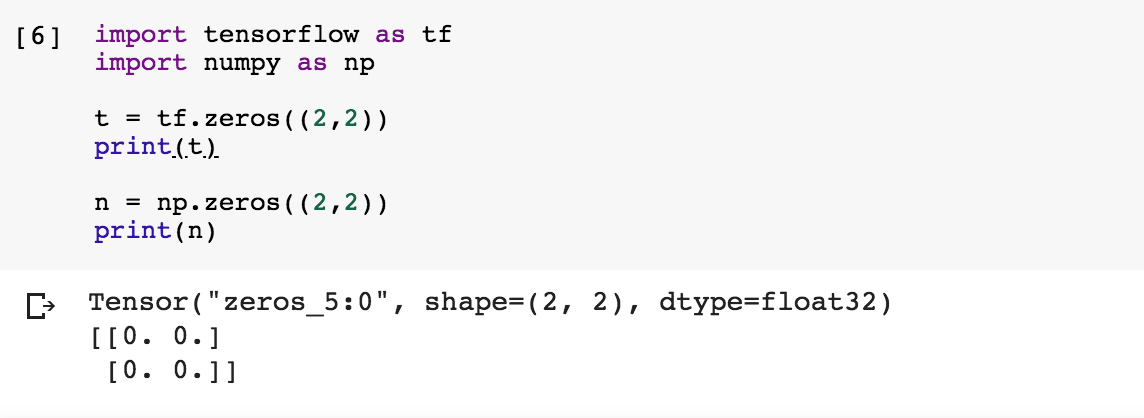 [6] import tensorflow as tf
import numpy as np
t = tf.zeros((2,2))
print(t)
n = np.zeros((2,2))
print(n)
Tensor("zeros_5:0", shape=(2, 2), dtype=float32)
[[0. 0.]
 [0. 0.]]